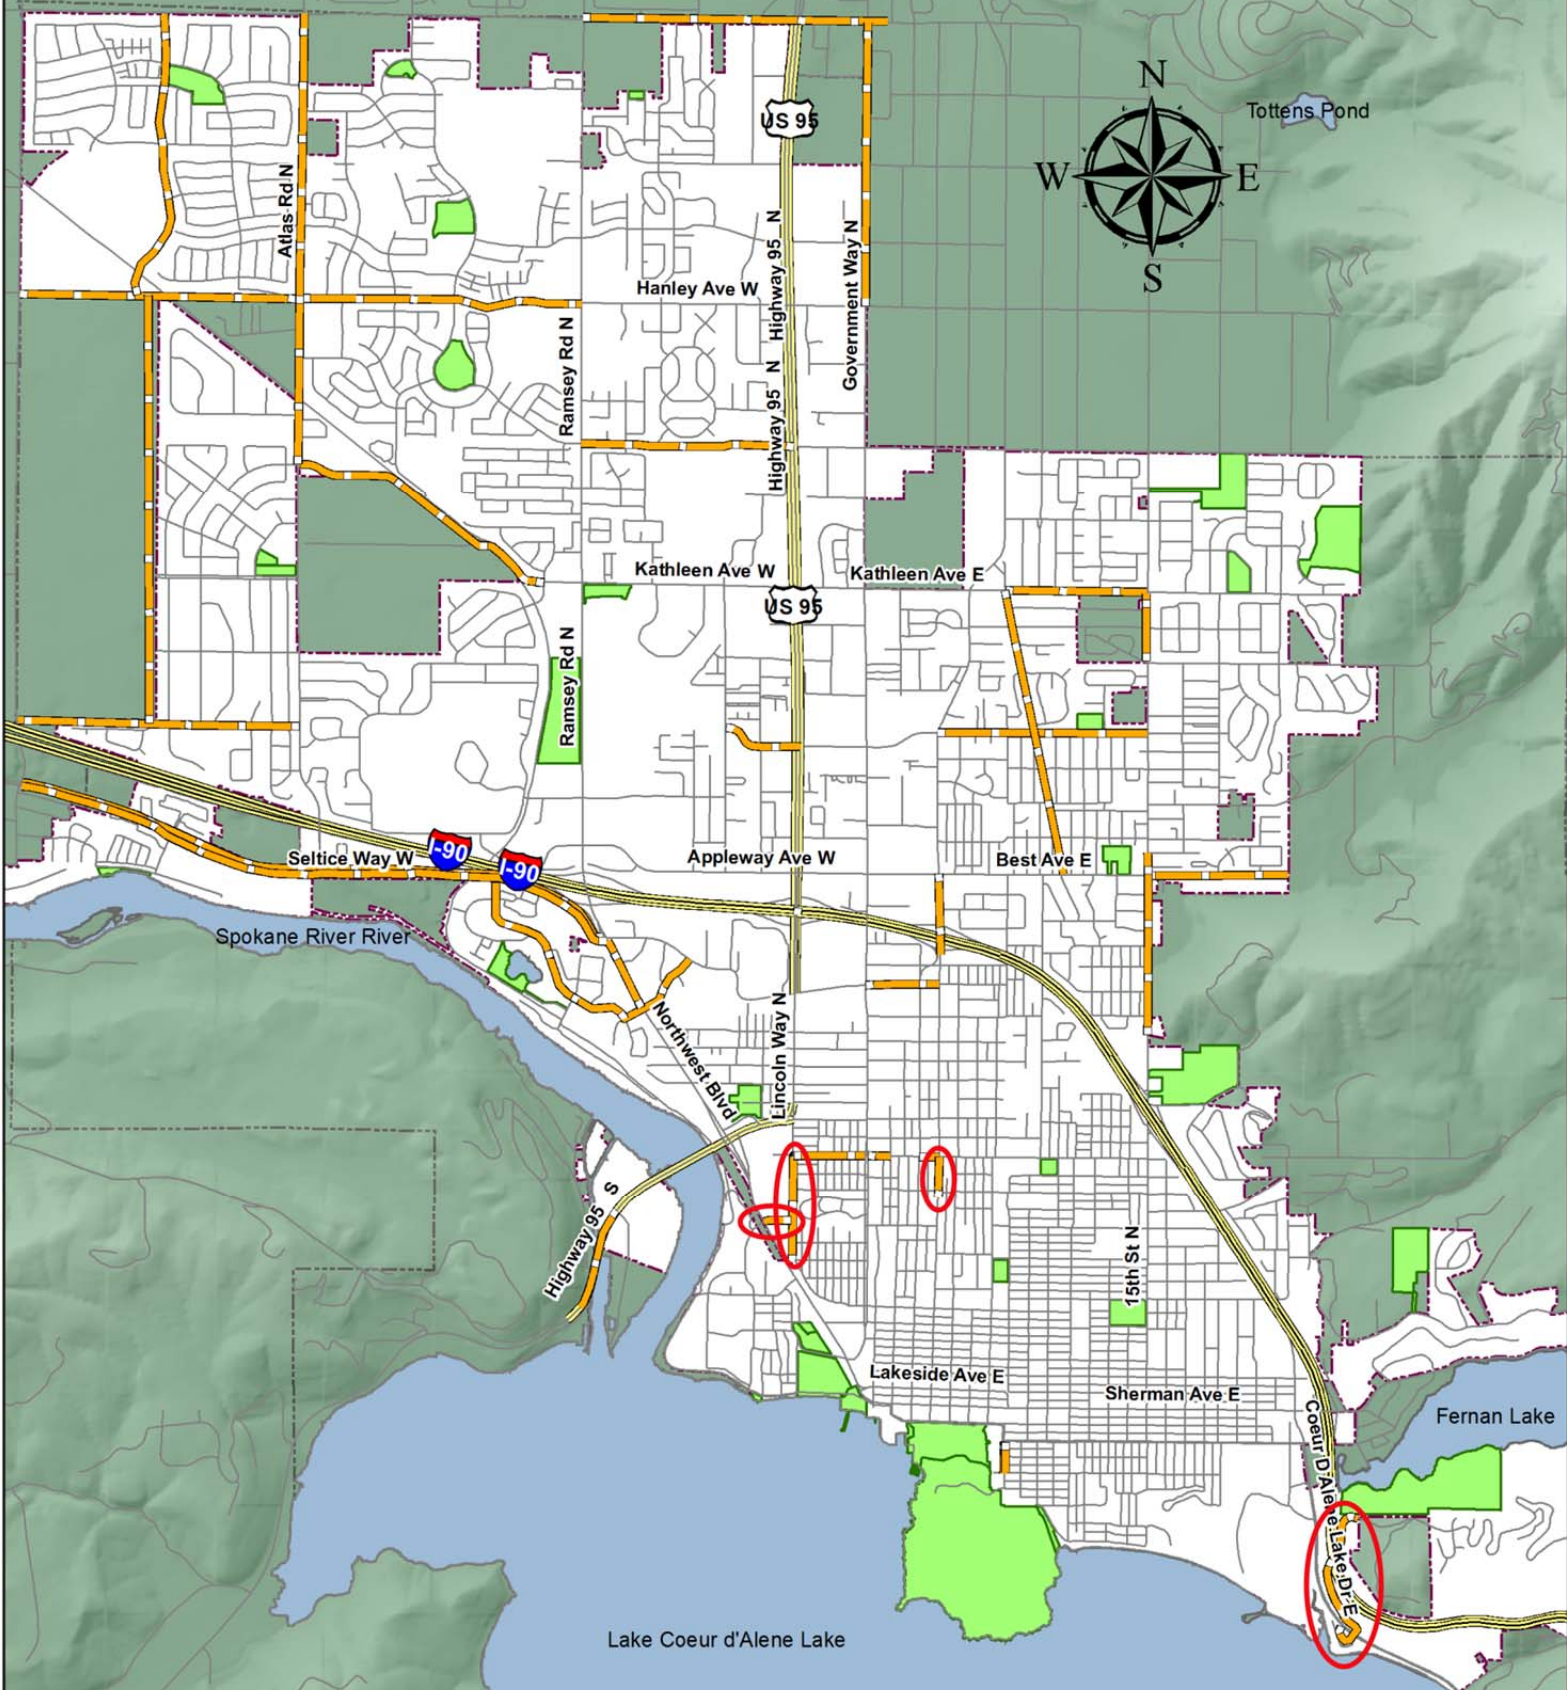 N
Tottens Pond
US 95
W
E
S
Atlas Rd N
Highway 95 N
Government Way N
Hanley Ave W
Ramsey Rd N
Highway 95 N
Kathleen Ave W
Kathleen Ave E
US 95
Ramsey Rd N
Seltice Way W
I-90
I-90
Appleway Ave W
Best Ave E
Spokane River River
Northwest Blvd
Lincoln Way N
Highway 95 S
15th St N
Lakeside Ave E
Sherman Ave E
Fernan Lake
Coeur D'Alene Lake Dr E
Lake Coeur d'Alene Lake